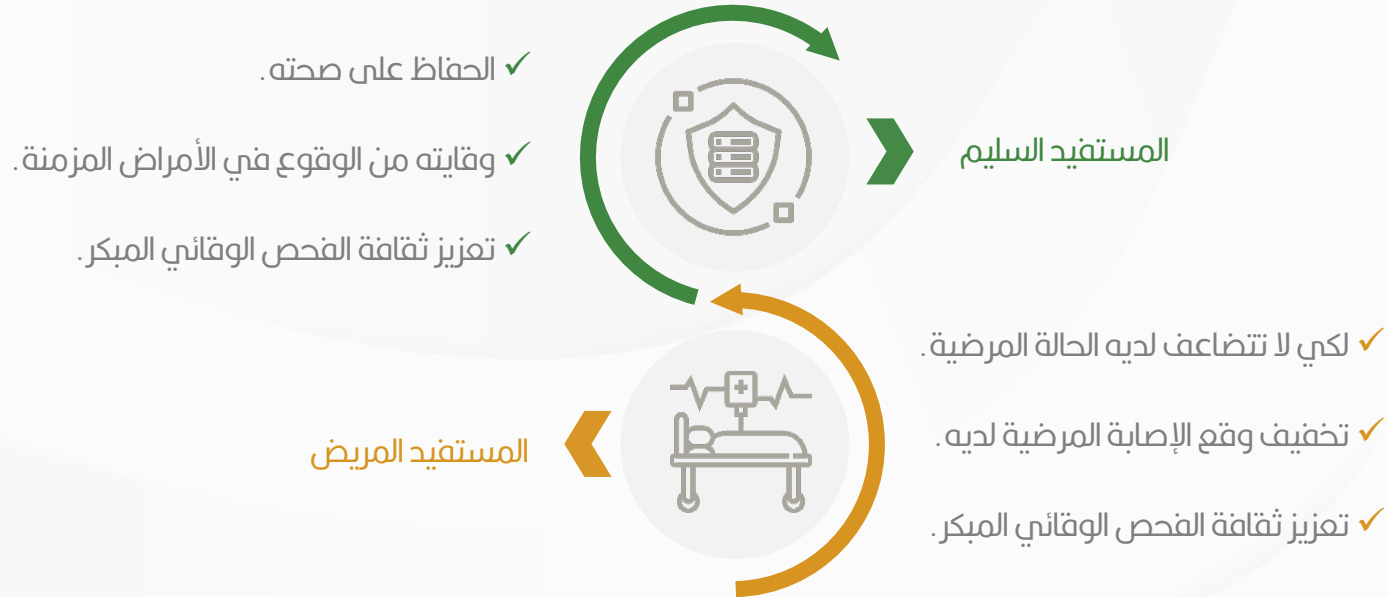 المستفيد السليم
✓ الحفاظ على صحته.
✓ وقايته من الوقوع في الأمراض المزمنة.
✓ تعزيز ثقافة الفحص الوقائي المبكر.
المستفيد المريض
✓ لكي لا تتضاعف لديه الحالة المرضية.
✓ تخفيف وقع الإصابة المرضية لديه.
✓ تعزيز ثقافة الفحص الوقائي المبكر.